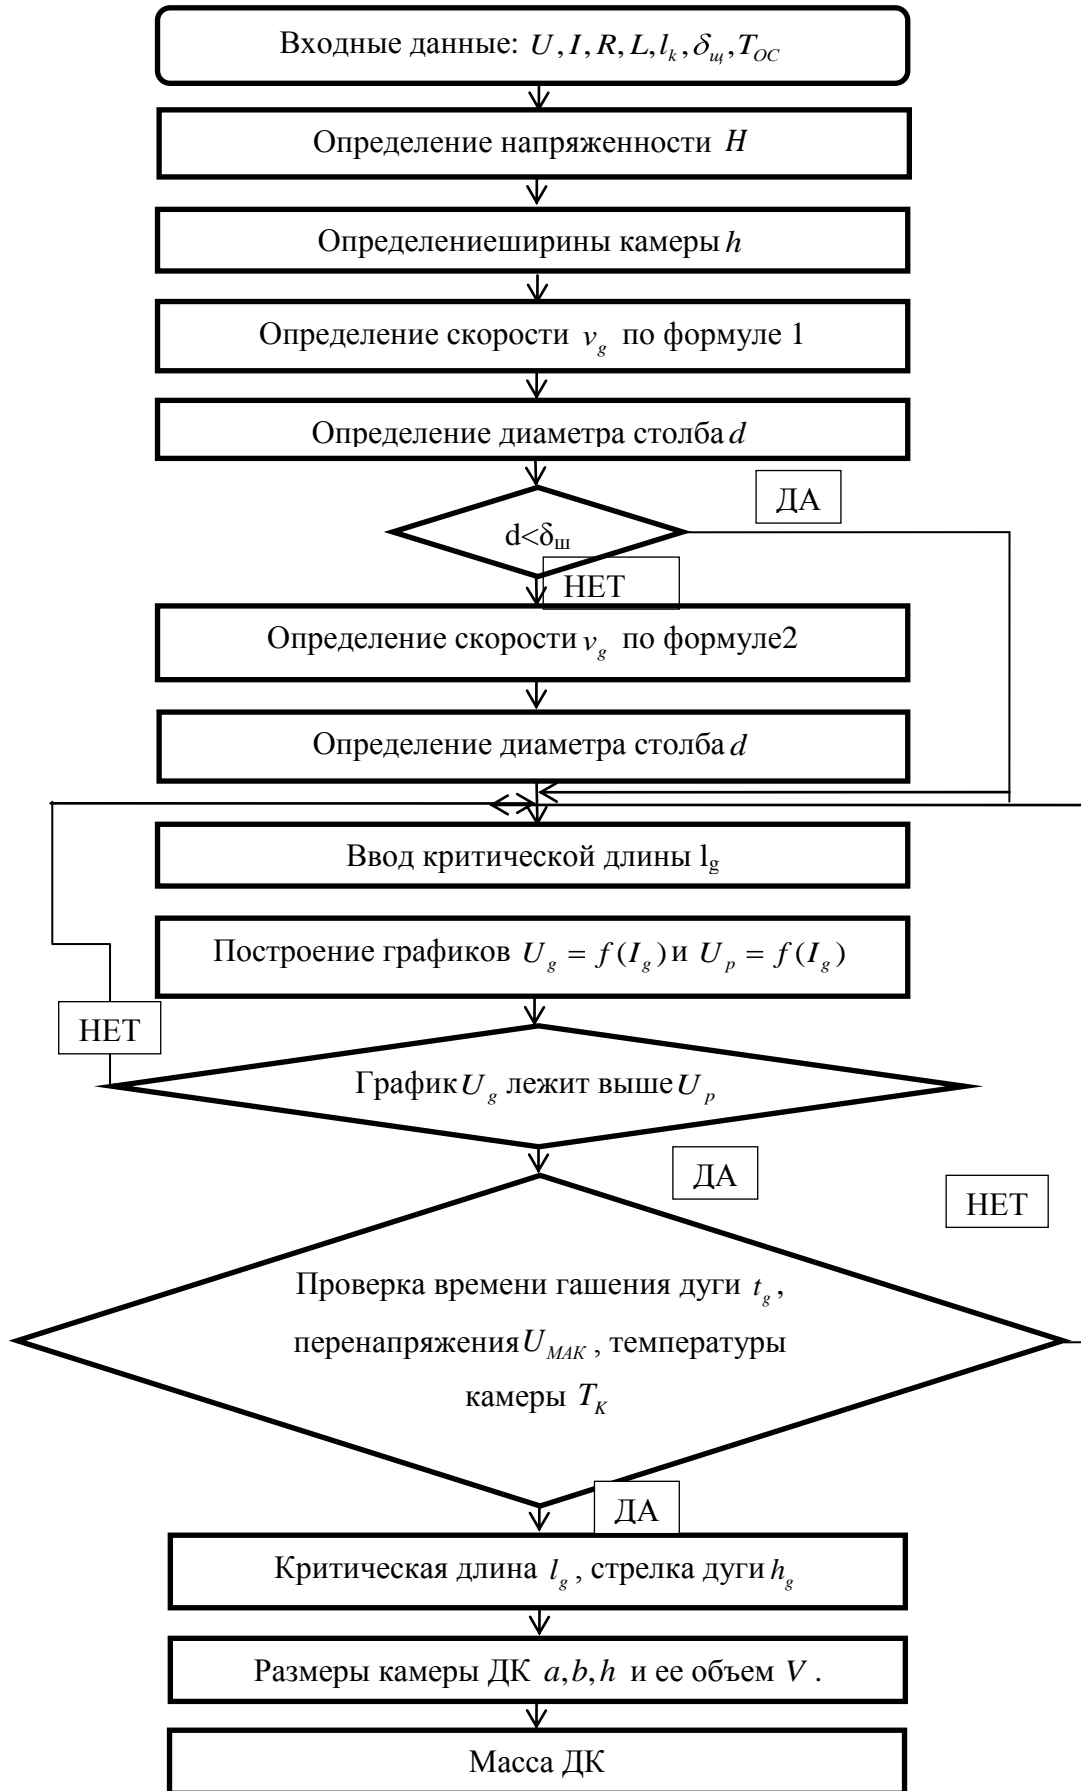 Входные данные: U, I, R, L, l_k, δ_щ, T_OC
Определение напряженности H
Определениеширины камеры h
Определение скорости v_g по формуле 1
Определение диаметра столба d
ДА
d<δ_ш
НЕТ
Определение скорости v_g по формуле2
Определение диаметра столба d
Ввод критической длины l_g
Построение графиков U_g = f(I_g) и U_p = f(I_g)
НЕТ
График U_g лежит выше U_p
ДА
НЕТ
Проверка времени гашения дуги t_g,
перенапряжения U_МАК, температуры
камеры T_K
ДА
Критическая длина l_g, стрелка дуги h_g
Размеры камеры ДК a,b,h и ее объем V.
Масса ДК